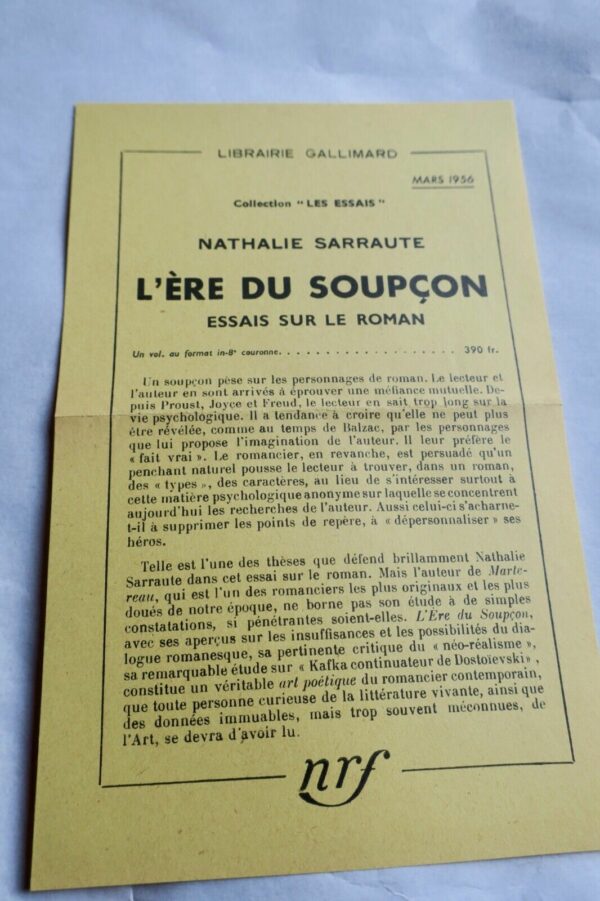 LIBRAIRIE GALLIMARD
MARS 1956
Collection "LES ESSAIS"
NATHALIE SARRAUTE
L'ÈRE DU SOUPÇON
ESSAIS SUR LE ROMAN
Un vol. au format in-8º couronne. . . . . . . . . . . . . . . . . . . . 390 fr.
Un soupçon pèse sur les personnages de roman. Le lecteur et
l'auteur en sont arrivés à éprouver une méfiance mutuelle. De-
puis Proust, Joyce et Freud, le lecteur en sait trop long sur la
vie psychologique. Il a tendance à croire qu'elle ne peut plus
être révélée, comme au temps de Balzac, par les personnages
que lui propose l'imagination de l'auteur. Il leur préfère le
« fait vrai ». Le romancier, en revanche, est persuadé qu'un
penchant naturel pousse le lecteur à trouver, dans un roman,
des « types », des caractères, au lieu de s'intéresser surtout à
cette matière psychologique anonyme sur laquelle se concentrent
aujourd'hui les recherches de l'auteur. Aussi celui-ci s'acharne-
t-il à supprimer les points de repère, à « dépersonnaliser » ses
héros.
Telle est l'une des thèses que défend brillamment Nathalie
Sarraute dans cet essai sur le roman. Mais l'auteur de Marte-
reau, qui est l'un des romanciers les plus originaux et les plus
doués de notre époque, ne borne pas son étude à de simples
constatations, si pénétrantes soient-elles. L'Ere du Soupçon,
avec ses aperçus sur les insuffisances et les possibilités du dia-
logue romanesque, sa pertinente critique du « néo-réalisme »,
sa remarquable étude sur « Kafka continuateur de Dostoïevski »,
constitue un véritable art poétique du romancier contemporain,
que toute personne curieuse de la littérature vivante, ainsi que
des données immuables, mais trop souvent méconnues, de
l'Art, se devra d'avoir lu.
nrf